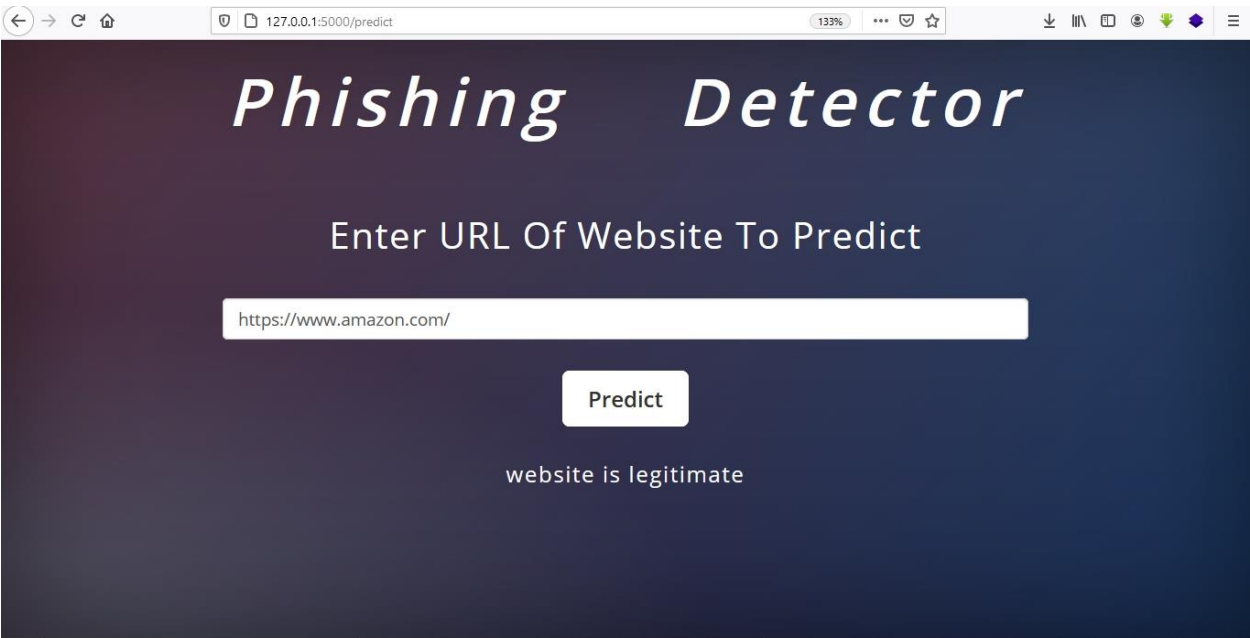 127.0.0.1:5000/predict 133%
Phishing Detector
Enter URL Of Website To Predict
https://www.amazon.com/
Predict
website is legitimate